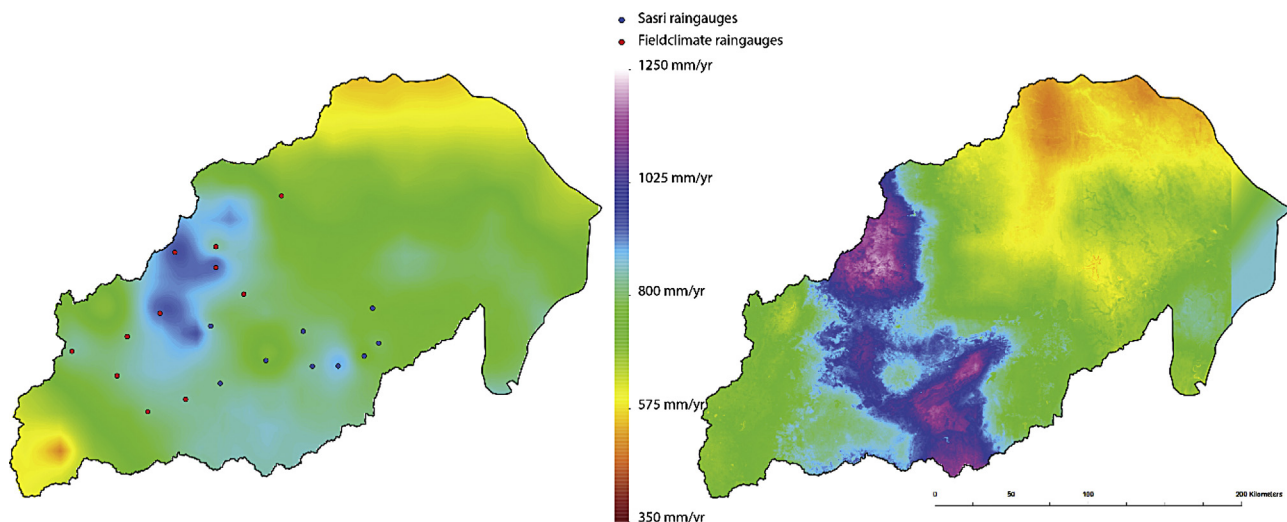 Sasri raingauges
Fieldclimate raingauges
1250 mm/yr
1025 mm/yr
800 mm/yr
575 mm/yr
350 mm/yr
0 50 100 200 Kilometers